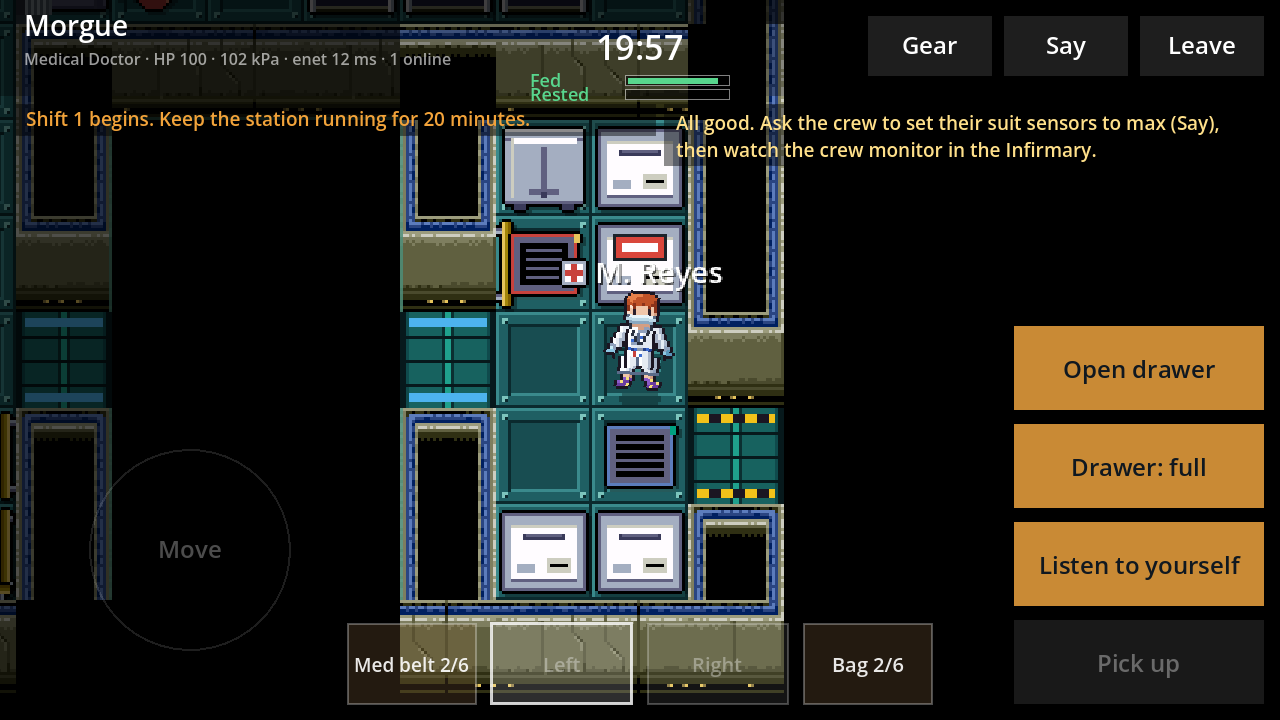 Morgue
Medical Doctor · HP 100 · 102 kPa · enet 12 ms · 1 online
19:57
Fed
Rested
Gear
Say
Leave
Shift 1 begins. Keep the station running for 20 minutes.
All good. Ask the crew to set their suit sensors to max (Say),
then watch the crew monitor in the Infirmary.
M. Reyes
Open drawer
Drawer: full
Listen to yourself
Pick up
Move
Med belt 2/6
Left
Right
Bag 2/6